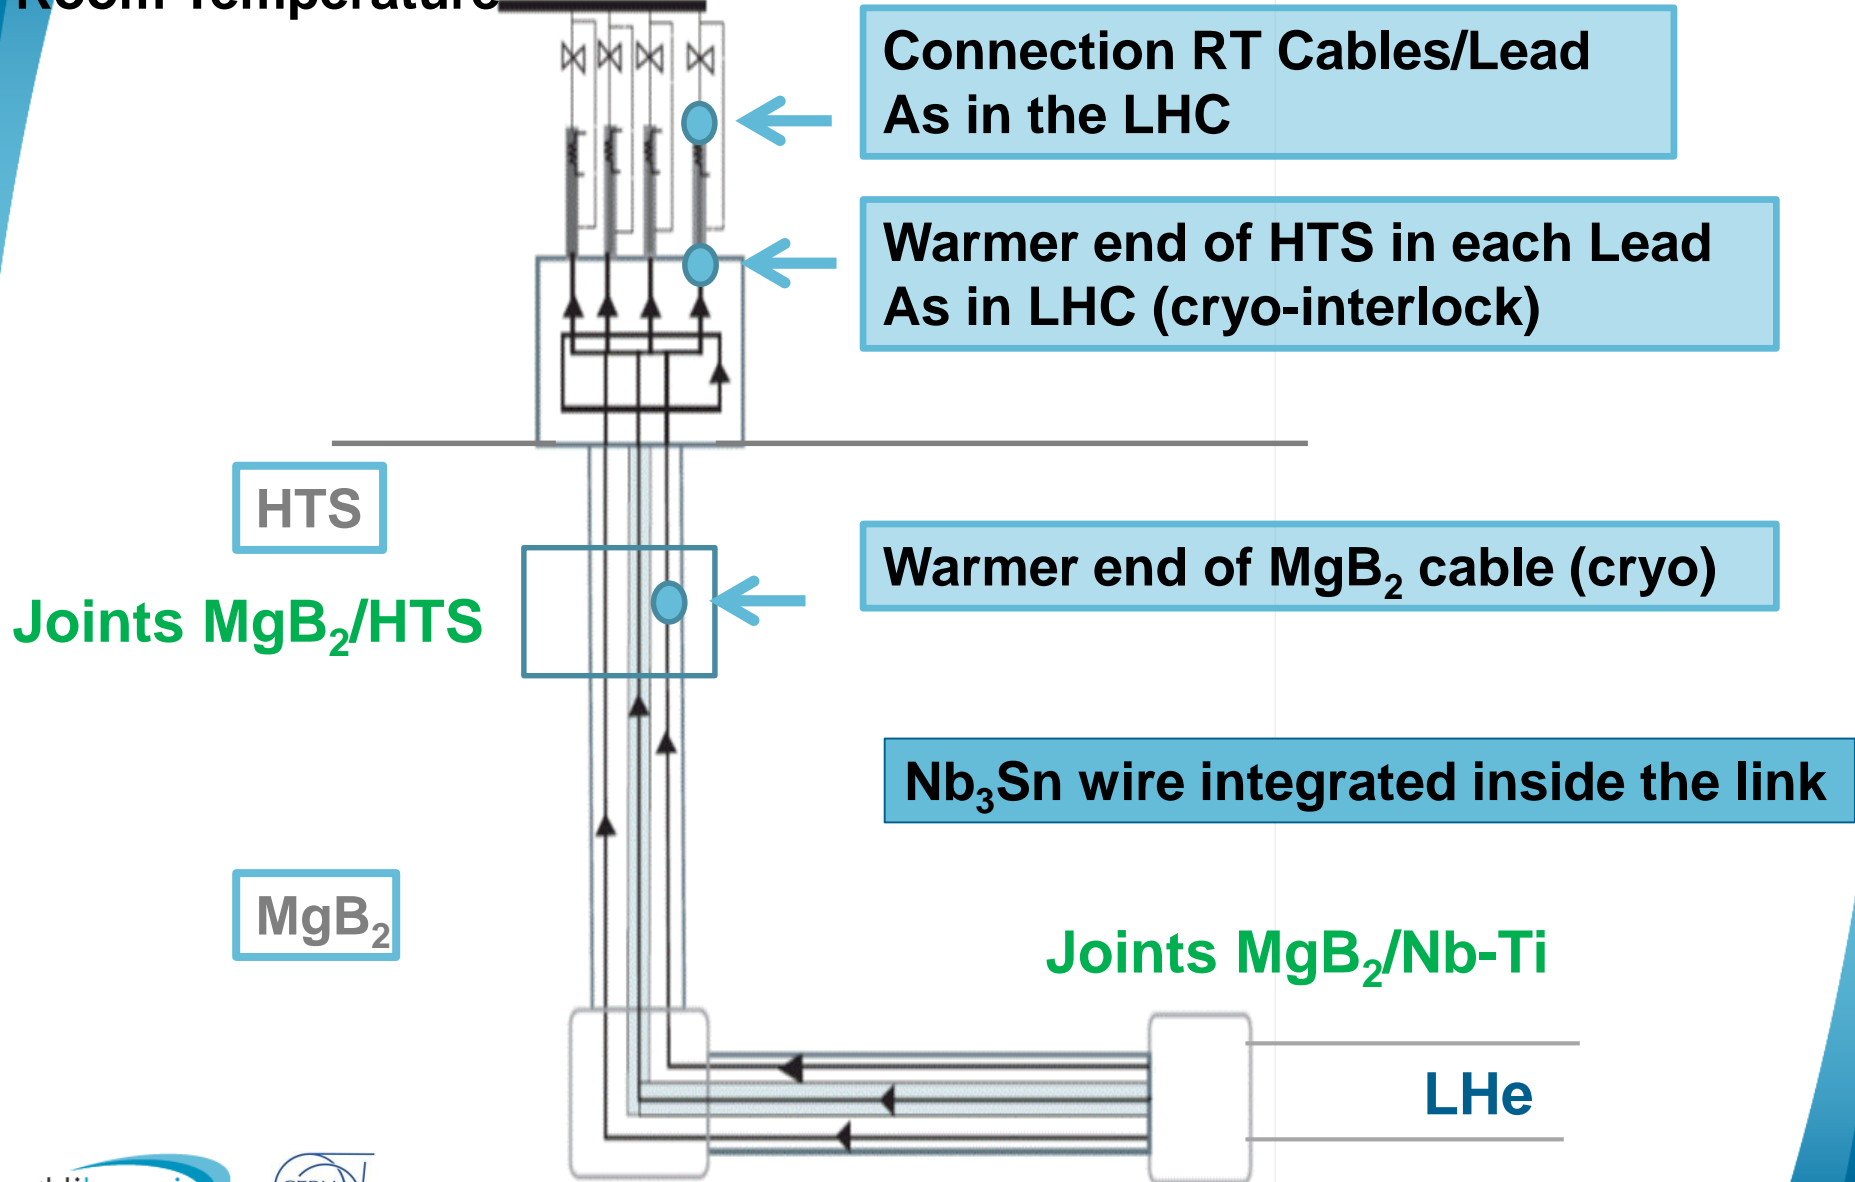 Room Temperature
Connection RT Cables/Lead
As in the LHC
Warmer end of HTS in each Lead
As in LHC (cryo-interlock)
HTS
Warmer end of MgB₂ cable (cryo)
Joints MgB₂/HTS
Nb₃Sn wire integrated inside the link
MgB₂
Joints MgB₂/Nb-Ti
LHe